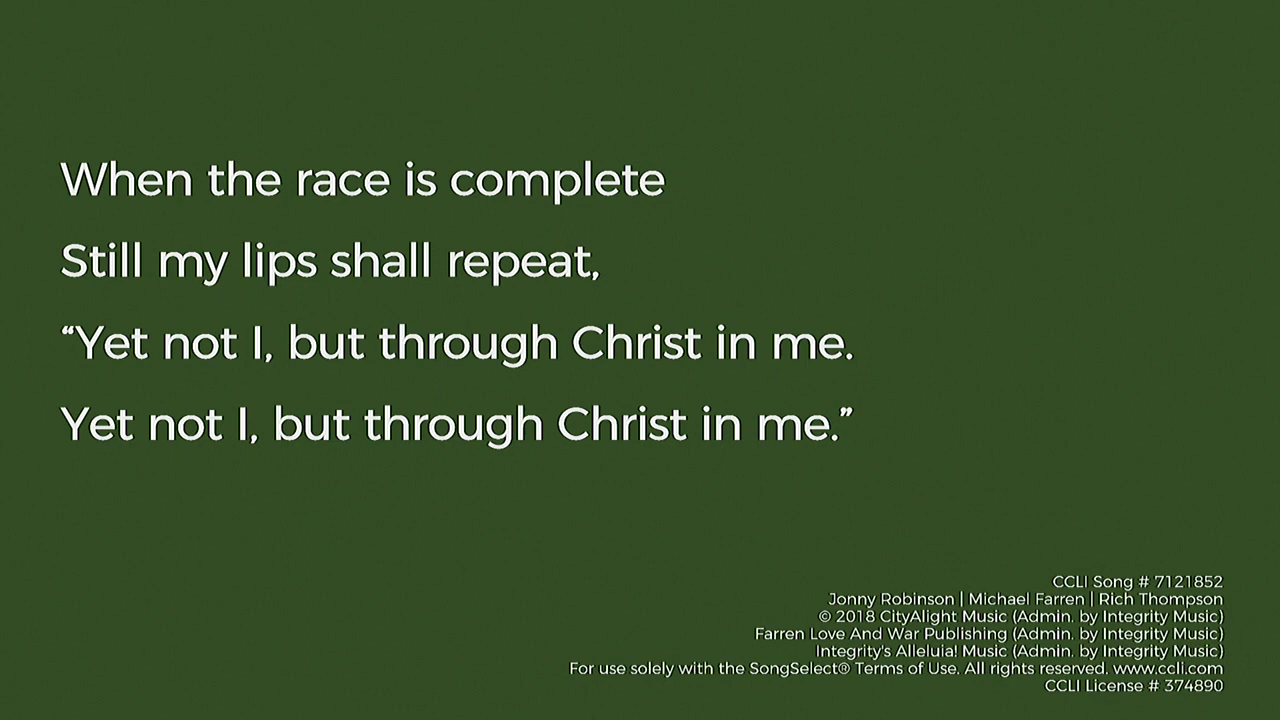 When the race is complete
Still my lips shall repeat,
“Yet not I, but through Christ in me.
Yet not I, but through Christ in me.”
CCLI Song # 7121852
Jonny Robinson | Michael Farren | Rich Thompson
© 2018 CityAlight Music (Admin. by Integrity Music)
Farren Love And War Publishing (Admin. by Integrity Music)
Integrity's Alleluia! Music (Admin. by Integrity Music)
For use solely with the SongSelect® Terms of Use. All rights reserved. www.ccli.com
CCLI License # 374890